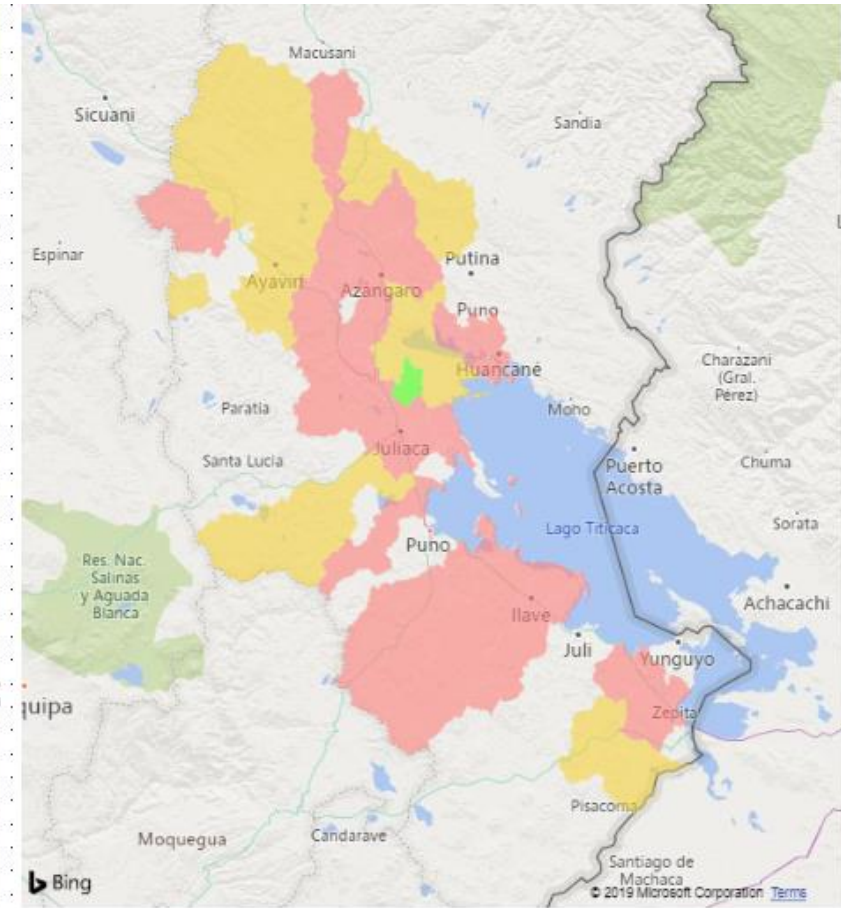 Macusani
Sicuani
Sandia
Espinar
Putina
Ayaviri
Azangaro
Puno
Huancané
Charazani
(Gral.
Pérez)
Moho
Paratia
Juliaca
Santa Lucia
Puerto
Acosta
Chuma
Lago Titicaca
Sorata
Puno
Res. Nac.
Salinas
y Aguada
Blanca
Achacachi
Ilave
Juli
Yunguyo
quipa
Zepita
Pisacoma
Moquegua
Candarave
Santiago de
Machaca
Bing
© 2019 Microsoft Corporation Terms